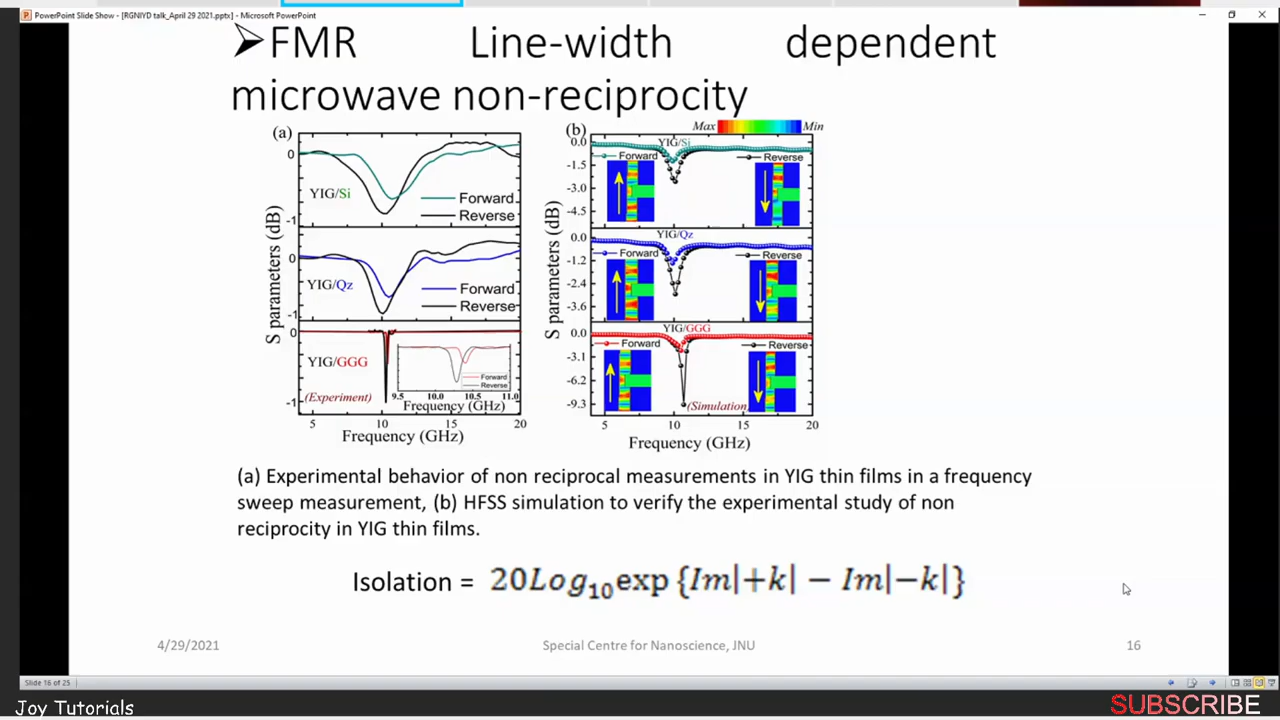 PowerPoint Slide Show - [RGNIYD talk_April 29 2021.pptx] - Microsoft PowerPoint
➢FMR Line-width dependent
microwave non-reciprocity
(a)
0
YIG/Si
Forward
Reverse
-1
0
YIG/Qz
Forward
Reverse
-1
0
YIG/GGG
Forward
Reverse
9.5 10.0 10.5 11.0
Frequency (GHz)
(Experiment)
-1
5 10 15 20
Frequency (GHz)
S parameters (dB)
(b)
Max Min
YIG/Si
0.0
Forward Reverse
-1.5
-3.0
-4.5
YIG/Qz
0.0
Forward Reverse
-1.2
-2.4
-3.6
YIG/GGG
0.0
Forward Reverse
-3.1
-6.2
-9.3
(Simulation)
5 10 15 20
Frequency (GHz)
S parameters (dB)
(a) Experimental behavior of non reciprocal measurements in YIG thin films in a frequency
sweep measurement, (b) HFSS simulation to verify the experimental study of non
reciprocity in YIG thin films.
Isolation = 20Log₁₀exp {Im|+k| − Im|−k|}
4/29/2021 Special Centre for Nanoscience, JNU 16
Slide 16 of 25
Joy Tutorials SUBSCRIBE